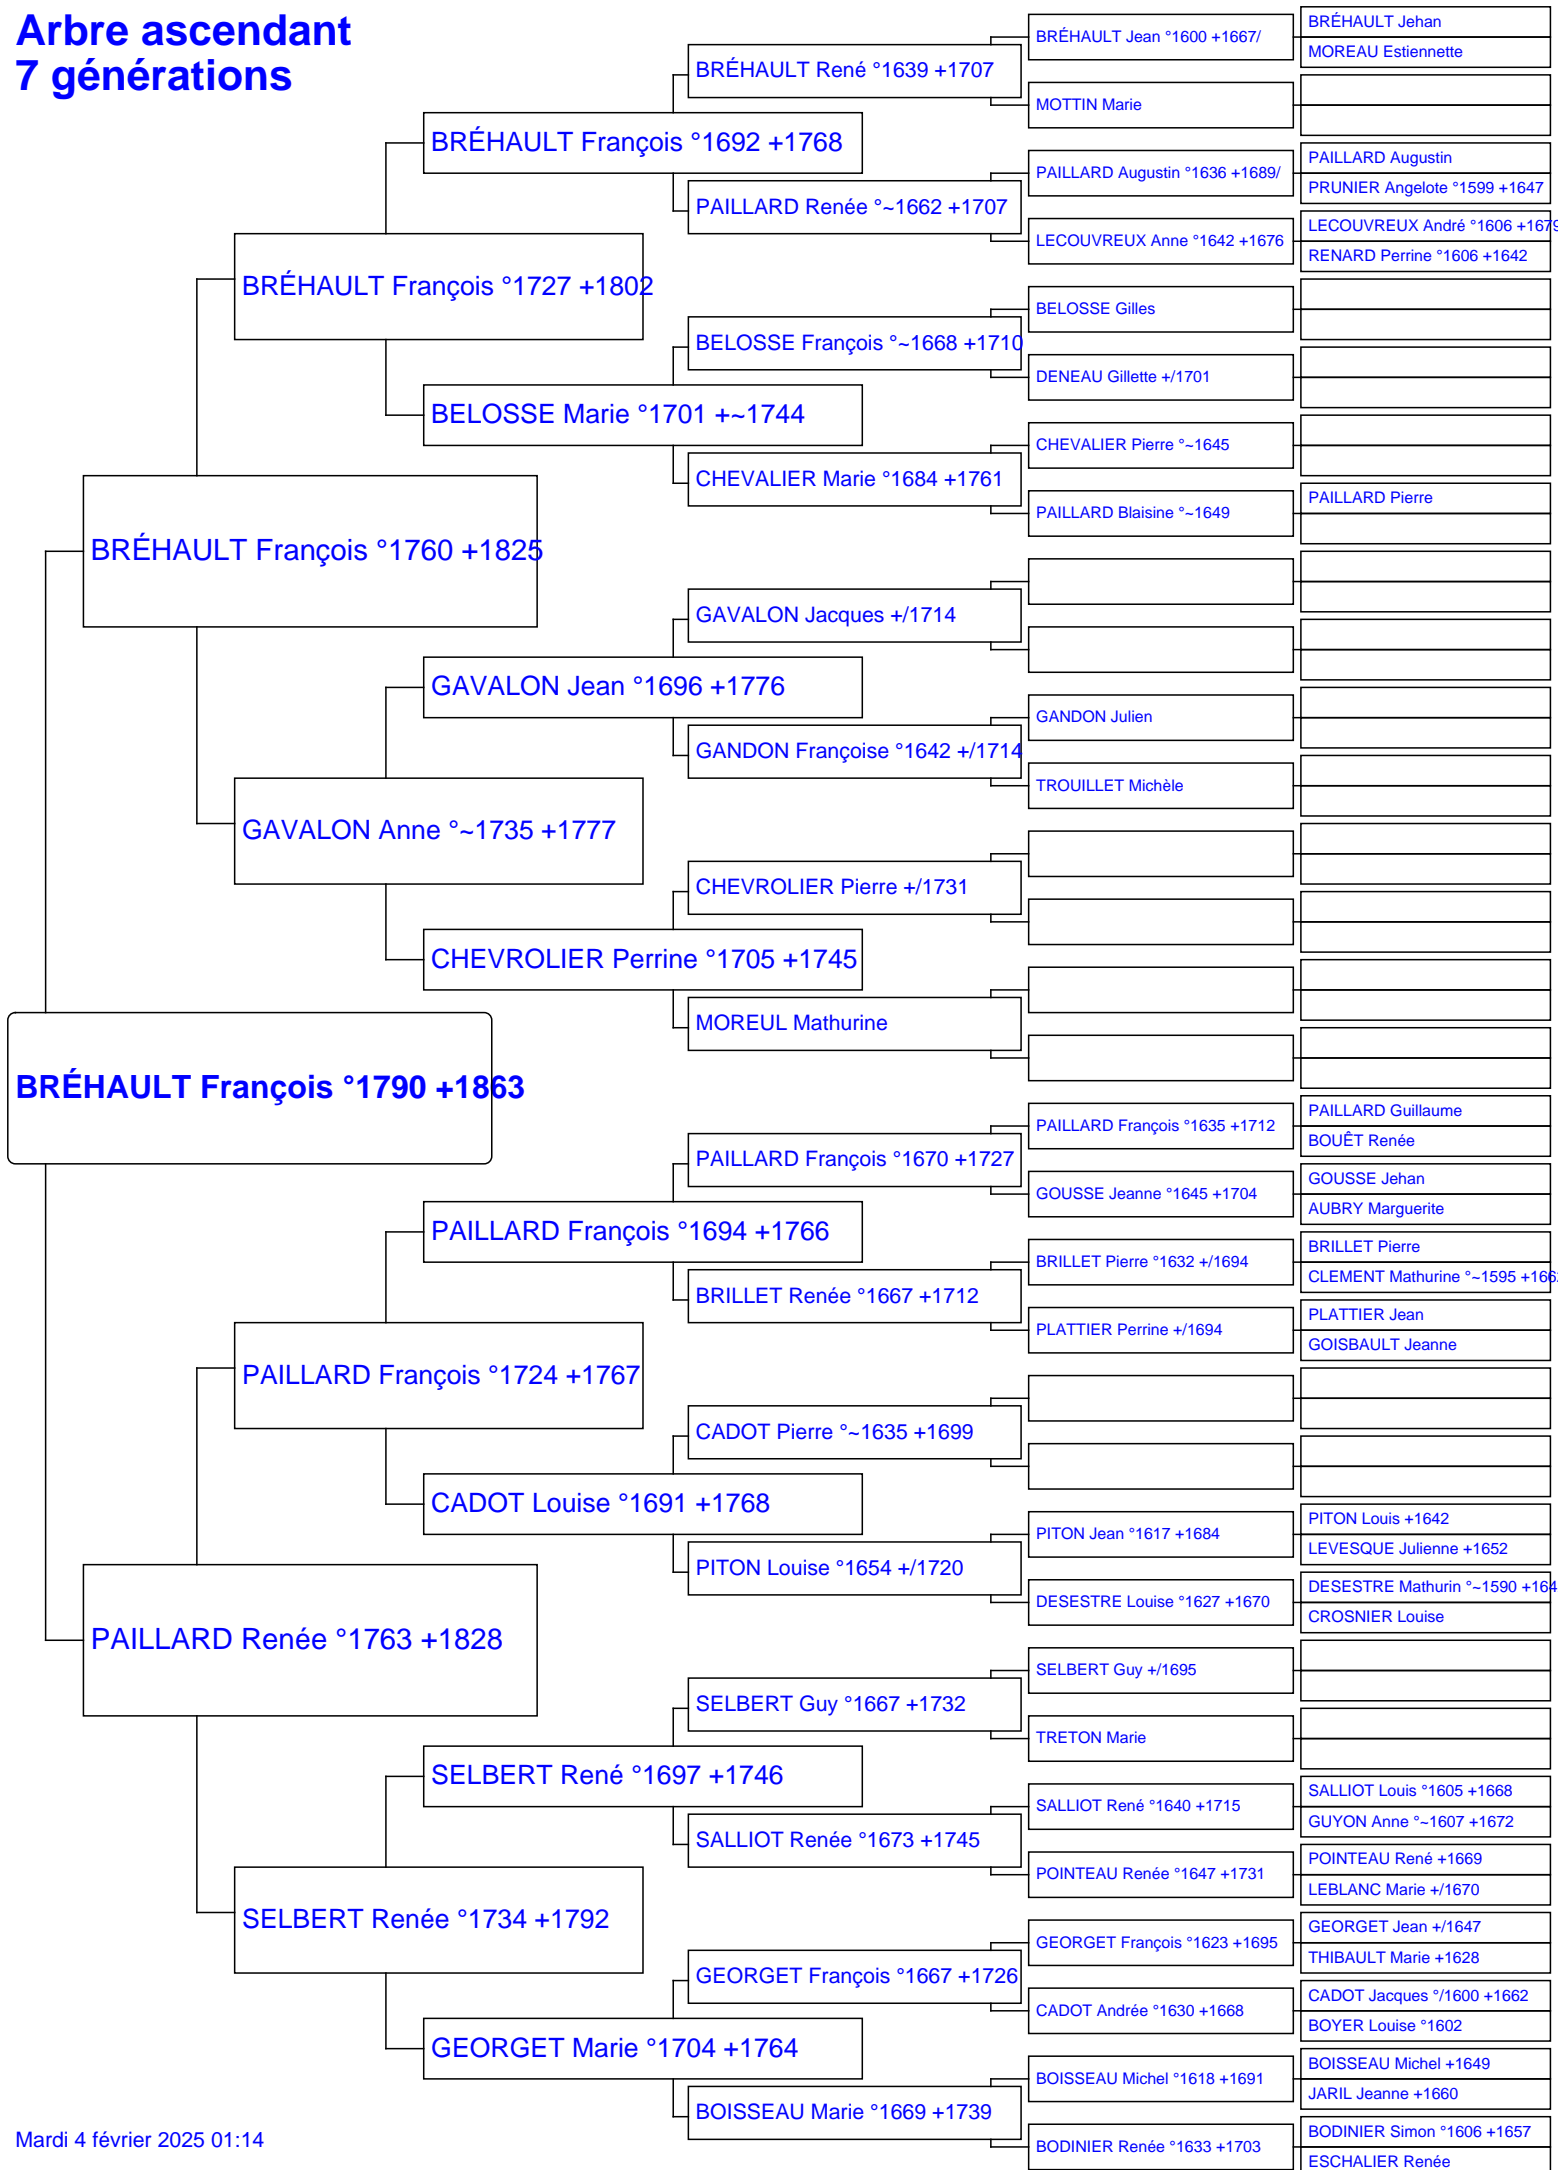 Arbre ascendant
7 générations
BRÉHAULT François °1790 +1863
BRÉHAULT François °1760 +1825
PAILLARD Renée °1763 +1828
BRÉHAULT François °1727 +1802
GAVALON Anne °~1735 +1777
PAILLARD François °1724 +1767
SELBERT Renée °1734 +1792
BRÉHAULT François °1692 +1768
BELOSSE Marie °1701 +~1744
GAVALON Jean °1696 +1776
CHEVROLIER Perrine °1705 +1745
PAILLARD François °1694 +1766
CADOT Louise °1691 +1768
SELBERT René °1697 +1746
GEORGET Marie °1704 +1764
BRÉHAULT René °1639 +1707
PAILLARD Renée °~1662 +1707
BELOSSE François °~1668 +1710
CHEVALIER Marie °1684 +1761
GAVALON Jacques +/1714
GANDON Françoise °1642 +/1714
CHEVROLIER Pierre +/1731
MOREUL Mathurine
PAILLARD François °1670 +1727
BRILLET Renée °1667 +1712
CADOT Pierre °~1635 +1699
PITON Louise °1654 +/1720
SELBERT Guy °1667 +1732
SALLIOT Renée °1673 +1745
GEORGET François °1667 +1726
BOISSEAU Marie °1669 +1739
BRÉHAULT Jean °1600 +1667/
MOTTIN Marie
PAILLARD Augustin °1636 +1689/
LECOUVREUX Anne °1642 +1676
BELOSSE Gilles
DENEAU Gillette +/1701
CHEVALIER Pierre °~1645
PAILLARD Blaisine °~1649
GANDON Julien
TROUILLET Michèle
PAILLARD François °1635 +1712
GOUSSE Jeanne °1645 +1704
BRILLET Pierre °1632 +/1694
PLATTIER Perrine +/1694
PITON Jean °1617 +1684
DESESTRE Louise °1627 +1670
SELBERT Guy +/1695
TRETON Marie
SALLIOT René °1640 +1715
POINTEAU Renée °1647 +1731
GEORGET François °1623 +1695
CADOT Andrée °1630 +1668
BOISSEAU Michel °1618 +1691
BODINIER Renée °1633 +1703
BRÉHAULT Jehan
MOREAU Estiennette
PAILLARD Augustin
PRUNIER Angelote °1599 +1647
LECOUVREUX André °1606 +1679
RENARD Perrine °1606 +1642
PAILLARD Pierre
PAILLARD Guillaume
BOUÊT Renée
GOUSSE Jehan
AUBRY Marguerite
BRILLET Pierre
CLEMENT Mathurine °~1595 +166
PLATTIER Jean
GOISBAULT Jeanne
PITON Louis +1642
LEVESQUE Julienne +1652
DESESTRE Mathurin °~1590 +164
CROSNIER Louise
SALLIOT Louis °1605 +1668
GUYON Anne °~1607 +1672
POINTEAU René +1669
LEBLANC Marie +/1670
GEORGET Jean +/1647
THIBAULT Marie +1628
CADOT Jacques °/1600 +1662
BOYER Louise °1602
BOISSEAU Michel +1649
JARIL Jeanne +1660
BODINIER Simon °1606 +1657
ESCHALIER Renée
Mardi 4 février 2025 01:14